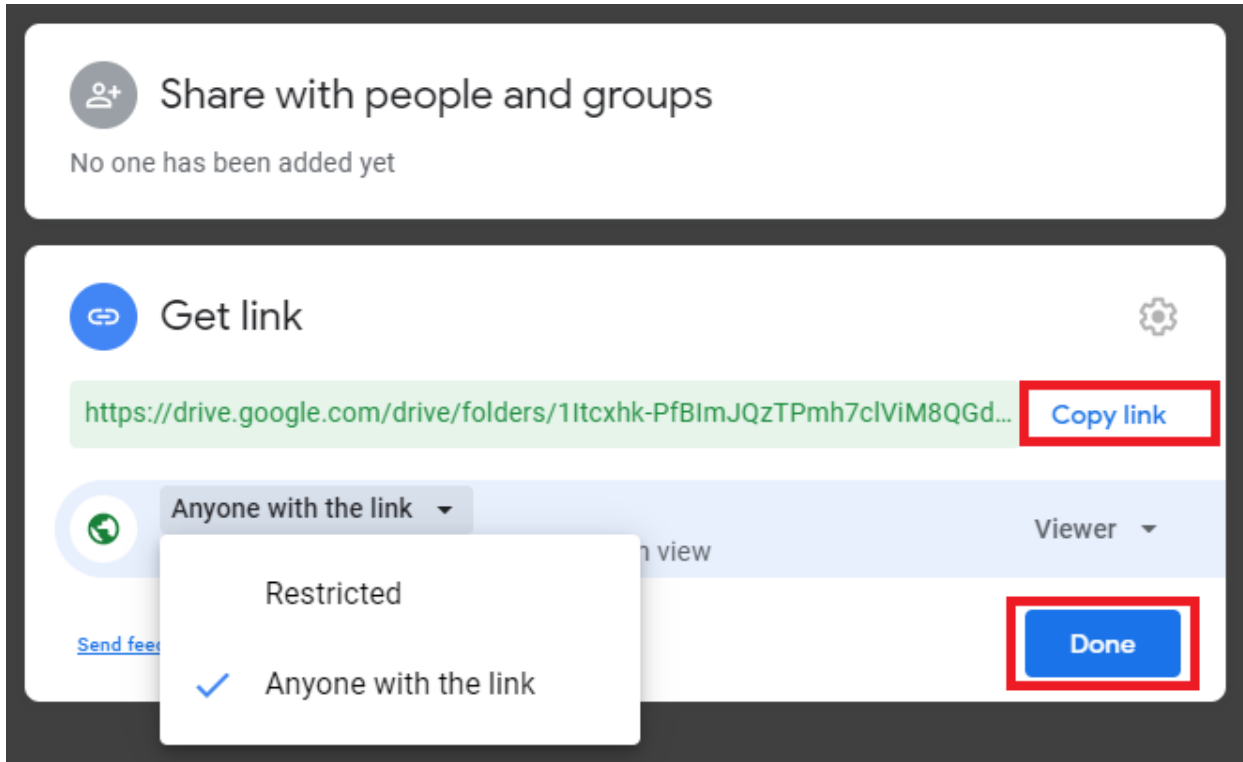 Share with people and groups
No one has been added yet
Get link
https://drive.google.com/drive/folders/1Itcxhk-PfBImJQzTPmh7clViM8QGd...
Copy link
Anyone with the link
view
Viewer
Restricted
Send
Done
Anyone with the link